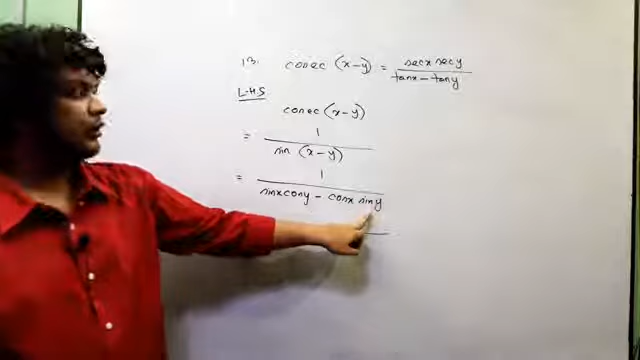 13. cosec (x-y) = secx secy / tanx - tany
L.H.S
cosec (x-y)
= 1 / sin (x-y)
= 1 / sinx cosy - cosx siny